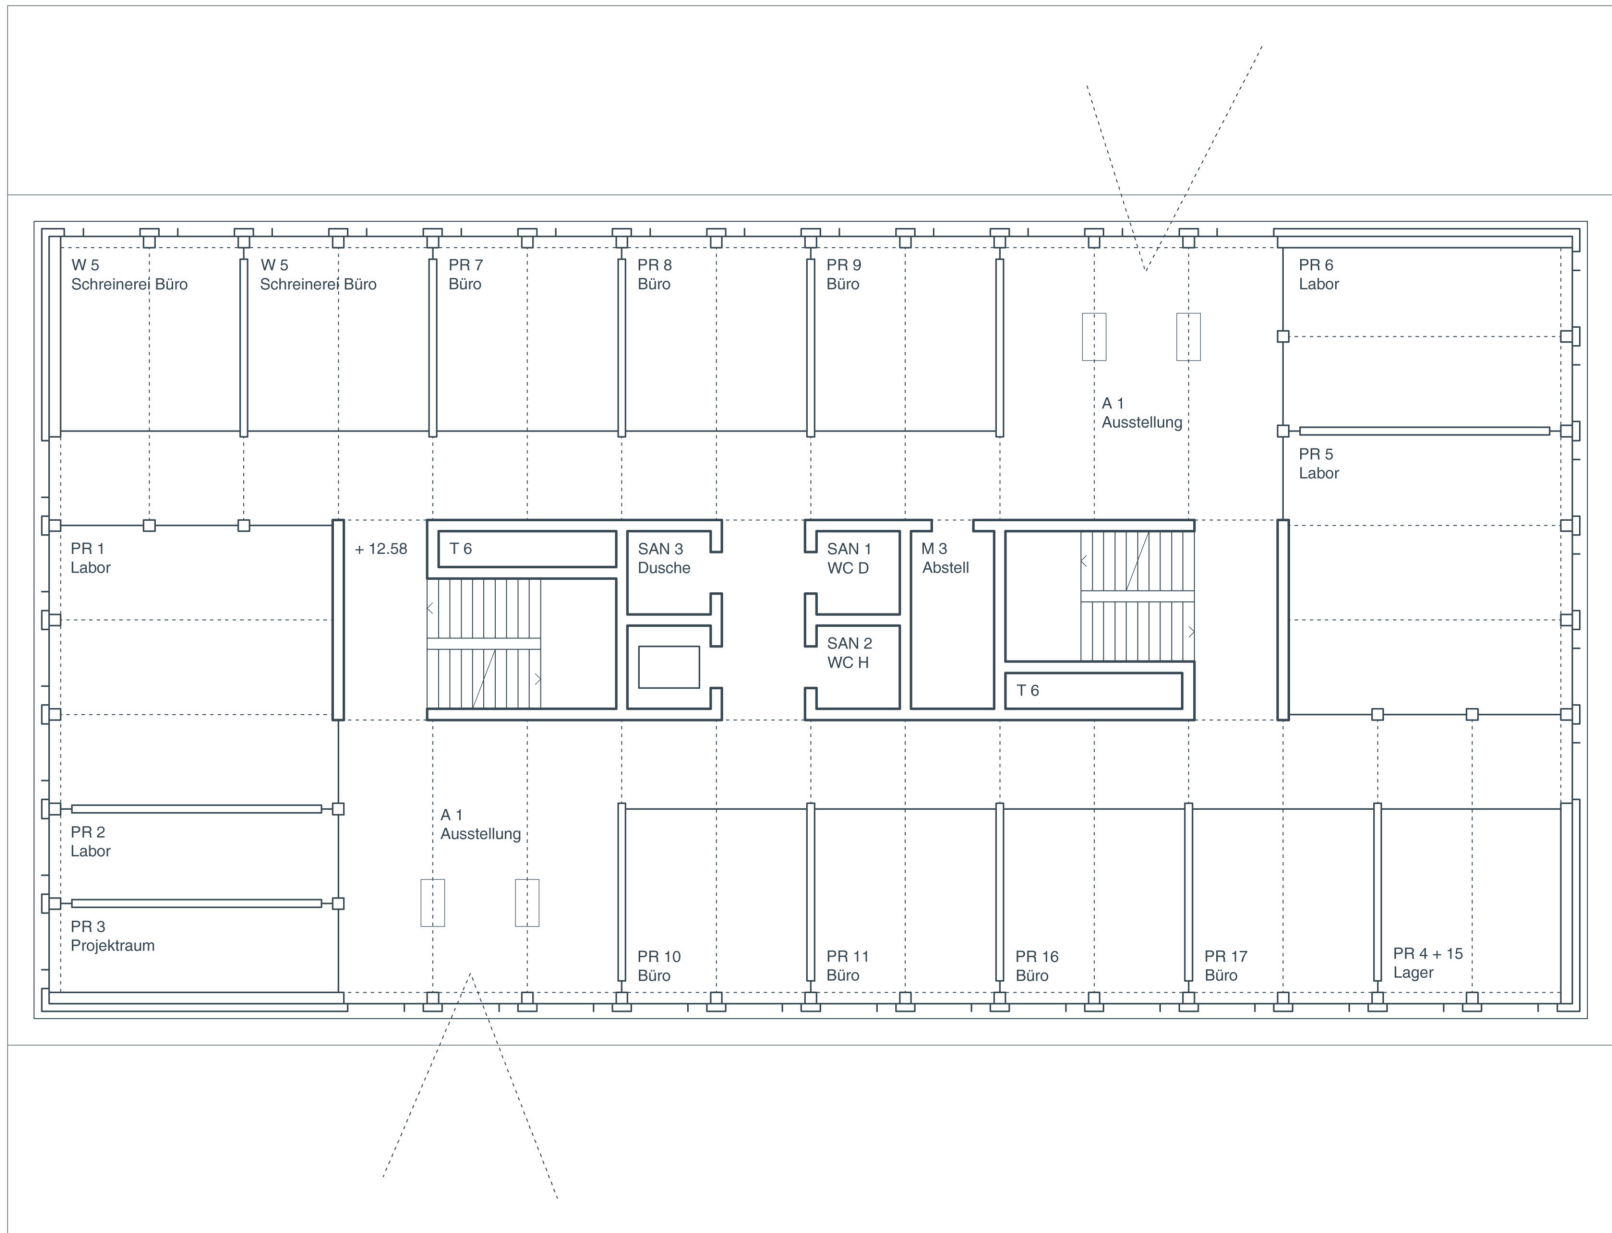 W 5
Schreinerei Büro
W 5
Schreinerei Büro
PR 7
Büro
PR 8
Büro
PR 9
Büro
PR 6
Labor
A 1
Ausstellung
PR 5
Labor
PR 1
Labor
+ 12.58
T 6
SAN 3
Dusche
SAN 1
WC D
M 3
Abstell
SAN 2
WC H
T 6
A 1
Ausstellung
PR 2
Labor
PR 3
Projektraum
PR 10
Büro
PR 11
Büro
PR 16
Büro
PR 17
Büro
PR 4 + 15
Lager